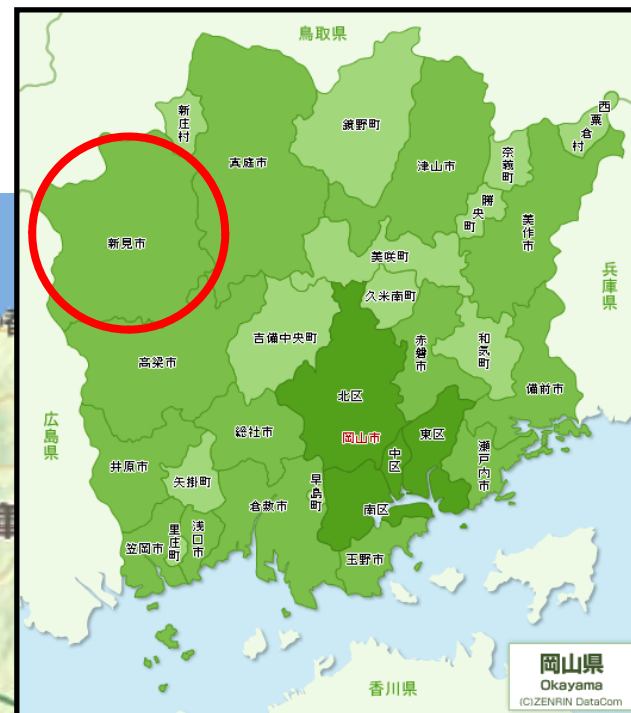 鳥取県
新庄村
鏡野町
西粟倉村
真庭市
津山市
奈義町
勝央町
美作市
新見市
美咲町
兵庫県
久米南町
吉備中央町
赤磐市
和気町
高梁市
備前市
北区
広島県
総社市
岡山市
東区
瀬戸内市
中区
井原市
矢掛町
早島町
倉敷市
南区
里庄町
浅口市
笠岡市
玉野市
香川県
岡山県
Okayama
(C)ZENRIN DataCom